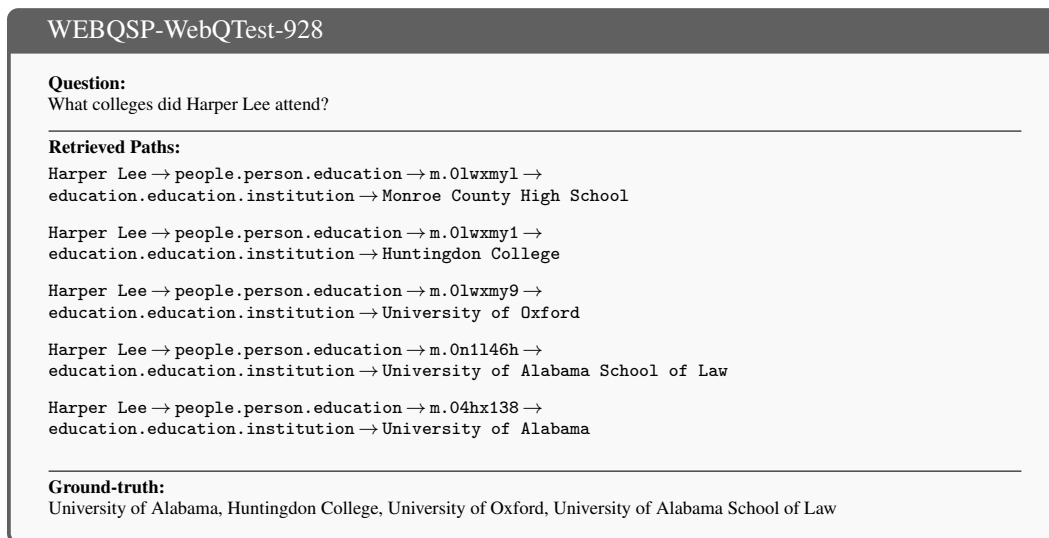 WEBQSP-WebQTest-928
Question:
What colleges did Harper Lee attend?
Retrieved Paths:
Harper Lee → people.person.education → m.0lwxmyl →
education.education.institution → Monroe County High School
Harper Lee → people.person.education → m.0lwxmy1 →
education.education.institution → Huntingdon College
Harper Lee → people.person.education → m.0lwxmy9 →
education.education.institution → University of Oxford
Harper Lee → people.person.education → m.0n1l46h →
education.education.institution → University of Alabama School of Law
Harper Lee → people.person.education → m.04hx138 →
education.education.institution → University of Alabama
Ground-truth:
University of Alabama, Huntingdon College, University of Oxford, University of Alabama School of Law